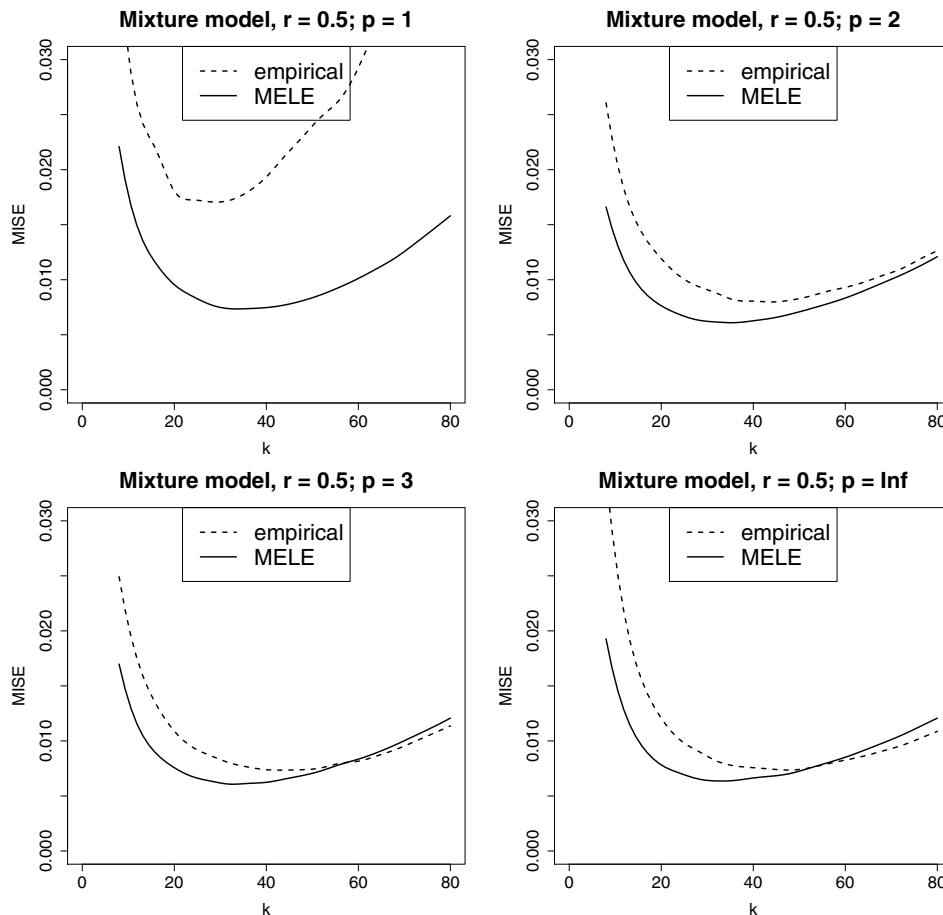 Mixture model, r = 0.5; p = 1
empirical
MELE
0.030
0.020
0.010
0.000
MISE
0
20
40
60
80
k
Mixture model, r = 0.5; p = 2
empirical
MELE
0.030
0.020
0.010
0.000
MISE
0
20
40
60
80
k
Mixture model, r = 0.5; p = 3
empirical
MELE
0.030
0.020
0.010
0.000
MISE
0
20
40
60
80
k
Mixture model, r = 0.5; p = Inf
empirical
MELE
0.030
0.020
0.010
0.000
MISE
0
20
40
60
80
k